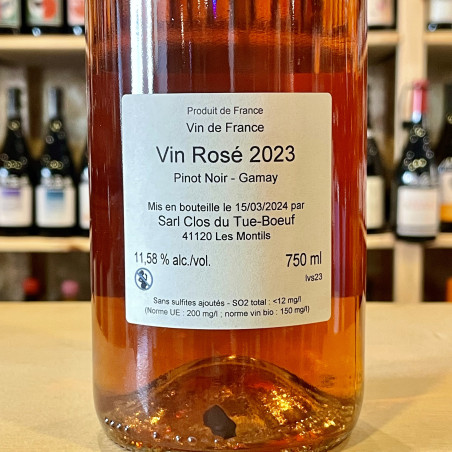 Produit de France
Vin de France
Vin Rosé 2023
Pinot Noir - Gamay
Mis en bouteille le 15/03/2024 par
Sarl Clos du Tue-Boeuf
41120 Les Montils
11,58 % alc./vol.
750 ml
lvs23
Sans sulfites ajoutés - SO2 total : <12 mg/l
(Norme UE : 200 mg/l ; norme vin bio : 150 mg/l)